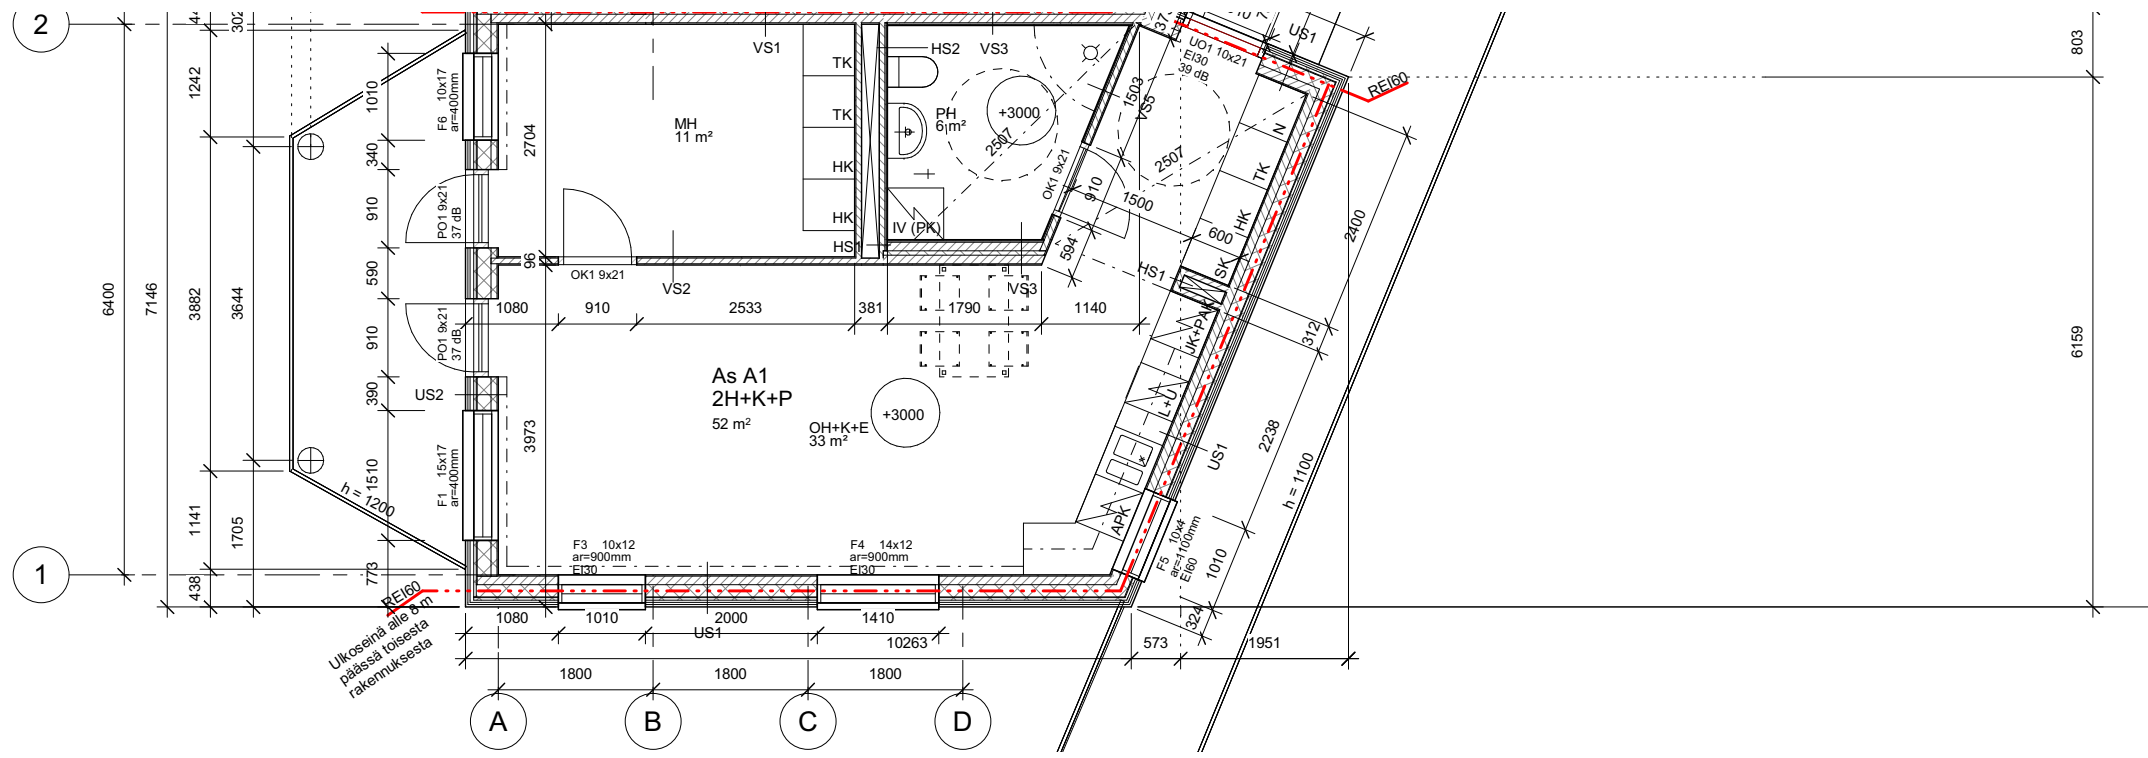 2
1
A
B
C
D
6400
7146
1242
3882
1141
438
3644
1705
1010
340
910
590
910
390
1510
773
F6 10x17
ar=400mm
PO1 9x21
37 dB
PO1 9x21
37 dB
F1 15x17
ar=400mm
US2
h = 1200
REI60
Ulkoseinä alle 8 m
päässä toisesta
rakennuksesta
2704
96
3973
MH
11 m²
VS1
TK
TK
HK
HK
HS2
VS3
PH
6 m²
+3000
2507
IV (PK)
HS1
OK1 9x21
VS2
VS3
1080
910
2533
381
1790
1140
As A1
2H+K+P
52 m²
OH+K+E
33 m²
+3000
F3 10x12
ar=900mm
EI30
F4 14x12
ar=900mm
EI30
1080
1010
2000
1410
US1
10263
573
1951
1800
1800
1800
OK1 9x21
1503
VS5
910
594
1500
2507
600
UO1 10x21
EI30
39 dB
US1
REI60
N
TK
HK
SK
HS1
JK+PAK
L+U
APK
US1
F5 10x4
ar=1100mm
EI60
2400
312
2238
1010
324
h = 1100
803
6159